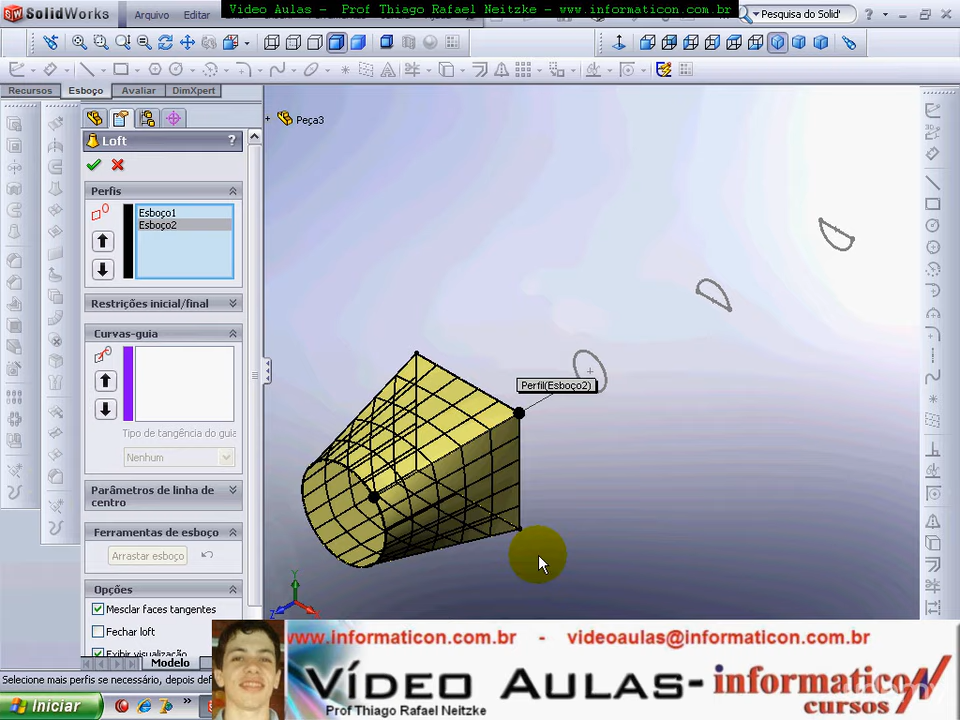 Video Aulas - Prof Thiago Rafael Neitzke - www.informaticon.com.br
SolidWorks
Arquivo
Editar
Pesquisa do Solid'
Recursos
Esboço
Avaliar
DimXpert
Loft
?
Perfis
Esboço1
Esboço2
Restrições inicial/final
Curvas-guia
Tipo de tangência do guia
Nenhum
Parâmetros de linha de
centro
Ferramentas de esboço
Arrastar esboço
Opções
Mesclar faces tangentes
Fechar loft
Exibir visualização
Modelo
Selecione mais perfis se necessário, depois def
Iniciar
Peça3
Perfil(Esboço2)
Y
Z
www.informaticon.com.br - videoaulas@informaticon.com.br
Vídeo Aulas- informaticon
cursos
Prof Thiago Rafael Neitzke